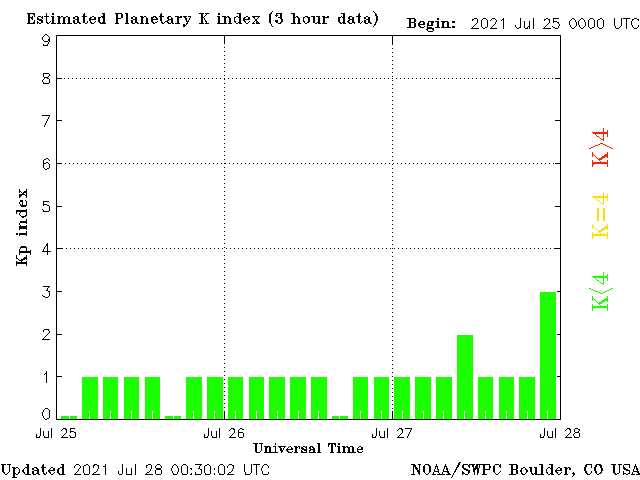 Estimated Planetary K index (3 hour data) Begin: 2021 Jul 25 0000 UTC
9
8
7
6
5
4
3
2
1
0
Kp index
K>4
K=4
K<4
Jul 25 Jul 26 Jul 27 Jul 28
Universal Time
Updated 2021 Jul 28 00:30:02 UTC NOAA/SWPC Boulder, CO USA